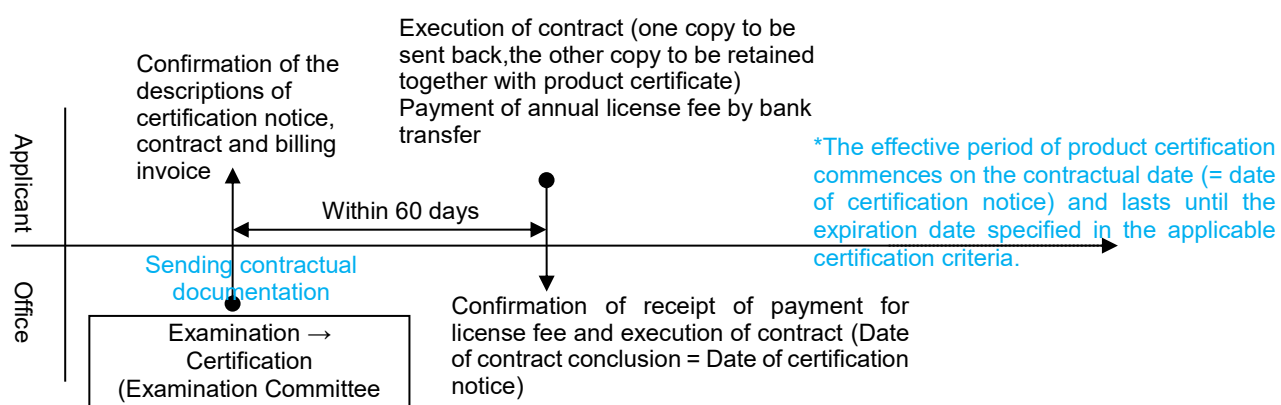 Execution of contract (one copy to be
sent back,the other copy to be retained
together with product certificate)
Payment of annual license fee by bank
transfer
Confirmation of the
descriptions of
certification notice,
contract and billing
invoice
Applicant
*The effective period of product certification
commences on the contractual date (= date
of certification notice) and lasts until the
expiration date specified in the applicable
certification criteria.
Within 60 days
Office
Sending contractual
documentation
Examination →
Certification
(Examination Committee
Confirmation of receipt of payment for
license fee and execution of contract (Date
of contract conclusion = Date of certification
notice)